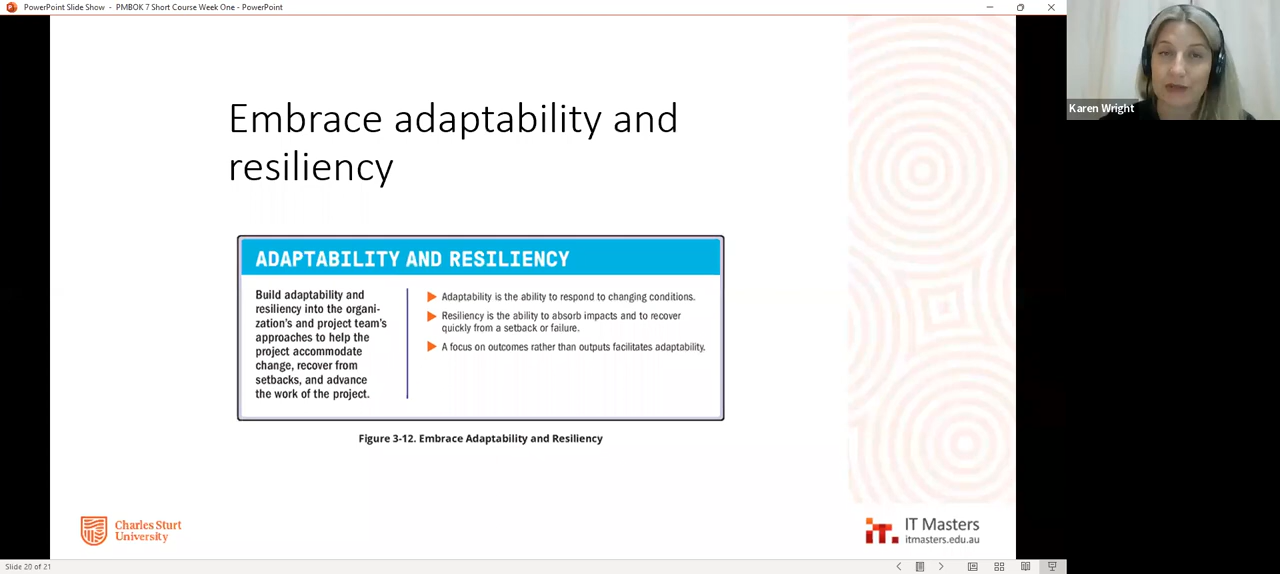 PowerPoint Slide Show - PMBOK 7 Short Course Week One - PowerPoint
Karen Wright
Embrace adaptability and
resiliency
ADAPTABILITY AND RESILIENCY
Build adaptability and
resiliency into the organi-
zation's and project team's
approaches to help the
project accommodate
change, recover from
setbacks, and advance
the work of the project.
Adaptability is the ability to respond to changing conditions.
Resiliency is the ability to absorb impacts and to recover
quickly from a setback or failure.
A focus on outcomes rather than outputs facilitates adaptability.
Figure 3-12. Embrace Adaptability and Resiliency
Charles Sturt
University
iT.
IT Masters
itmasters.edu.au
Slide 20 of 21